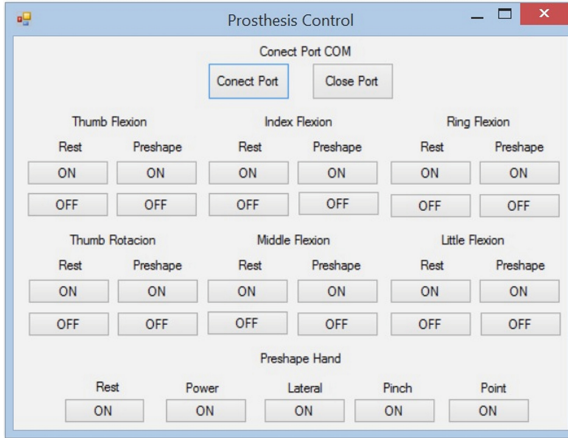 Prosthesis Control
Conect Port COM
Conect Port Close Port
Thumb Flexion Index Flexion Ring Flexion
Rest Preshape Rest Preshape Rest Preshape
ON ON ON ON ON ON
OFF OFF OFF OFF OFF OFF
Thumb Rotacion Middle Flexion Little Flexion
Rest Preshape Rest Preshape Rest Preshape
ON ON ON ON ON ON
OFF OFF OFF OFF OFF OFF
Preshape Hand
Rest Power Lateral Pinch Point
ON ON ON ON ON